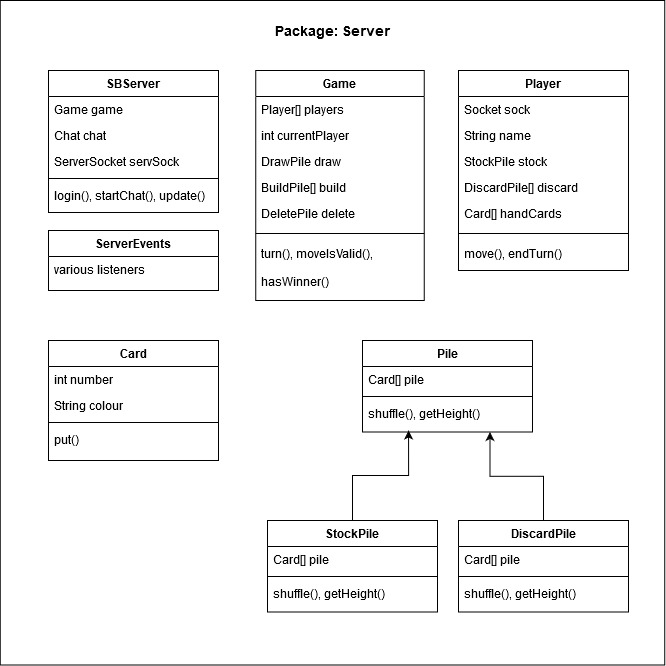 Package: Server
SBServer
Game game
Chat chat
ServerSocket servSock
login(), startChat(), update()
Game
Player[] players
int currentPlayer
DrawPile draw
BuildPile[] build
DeletePile delete
turn(), moveIsValid(),
hasWinner()
Player
Socket sock
String name
StockPile stock
DiscardPile[] discard
Card[] handCards
move(), endTurn()
ServerEvents
various listeners
Card
int number
String colour
put()
Pile
Card[] pile
shuffle(), getHeight()
StockPile
Card[] pile
shuffle(), getHeight()
DiscardPile
Card[] pile
shuffle(), getHeight()